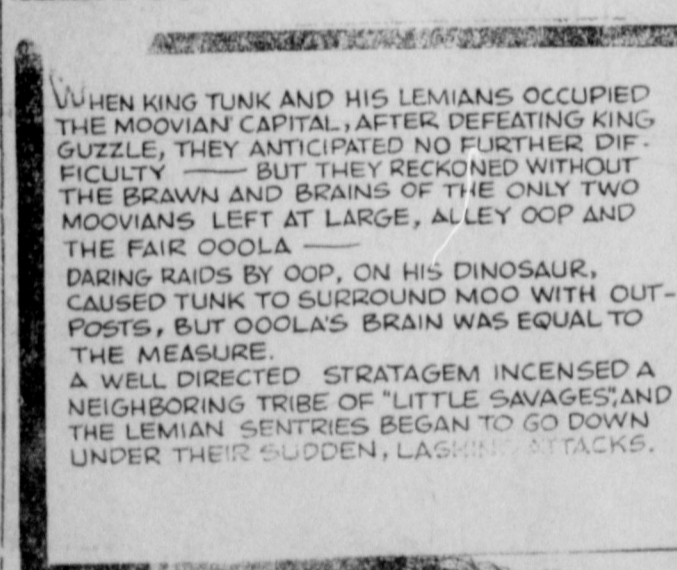 WHEN KING TUNK AND HIS LEMIANS OCCUPIED
THE MOOVIAN CAPITAL, AFTER DEFEATING KING
GUZZLE, THEY ANTICIPATED NO FURTHER DIF-
FICULTY —— BUT THEY RECKONED WITHOUT
THE BRAWN AND BRAINS OF THE ONLY TWO
MOOVIANS LEFT AT LARGE, ALLEY OOP AND
THE FAIR OOOLA ——
DARING RAIDS BY OOP, ON HIS DINOSAUR,
CAUSED TUNK TO SURROUND MOO WITH OUT-
POSTS, BUT OOOLA'S BRAIN WAS EQUAL TO
THE MEASURE.
A WELL DIRECTED STRATAGEM INCENSED A
NEIGHBORING TRIBE OF "LITTLE SAVAGES", AND
THE LEMIAN SENTRIES BEGAN TO GO DOWN
UNDER THEIR SUDDEN, LASHING ATTACKS.